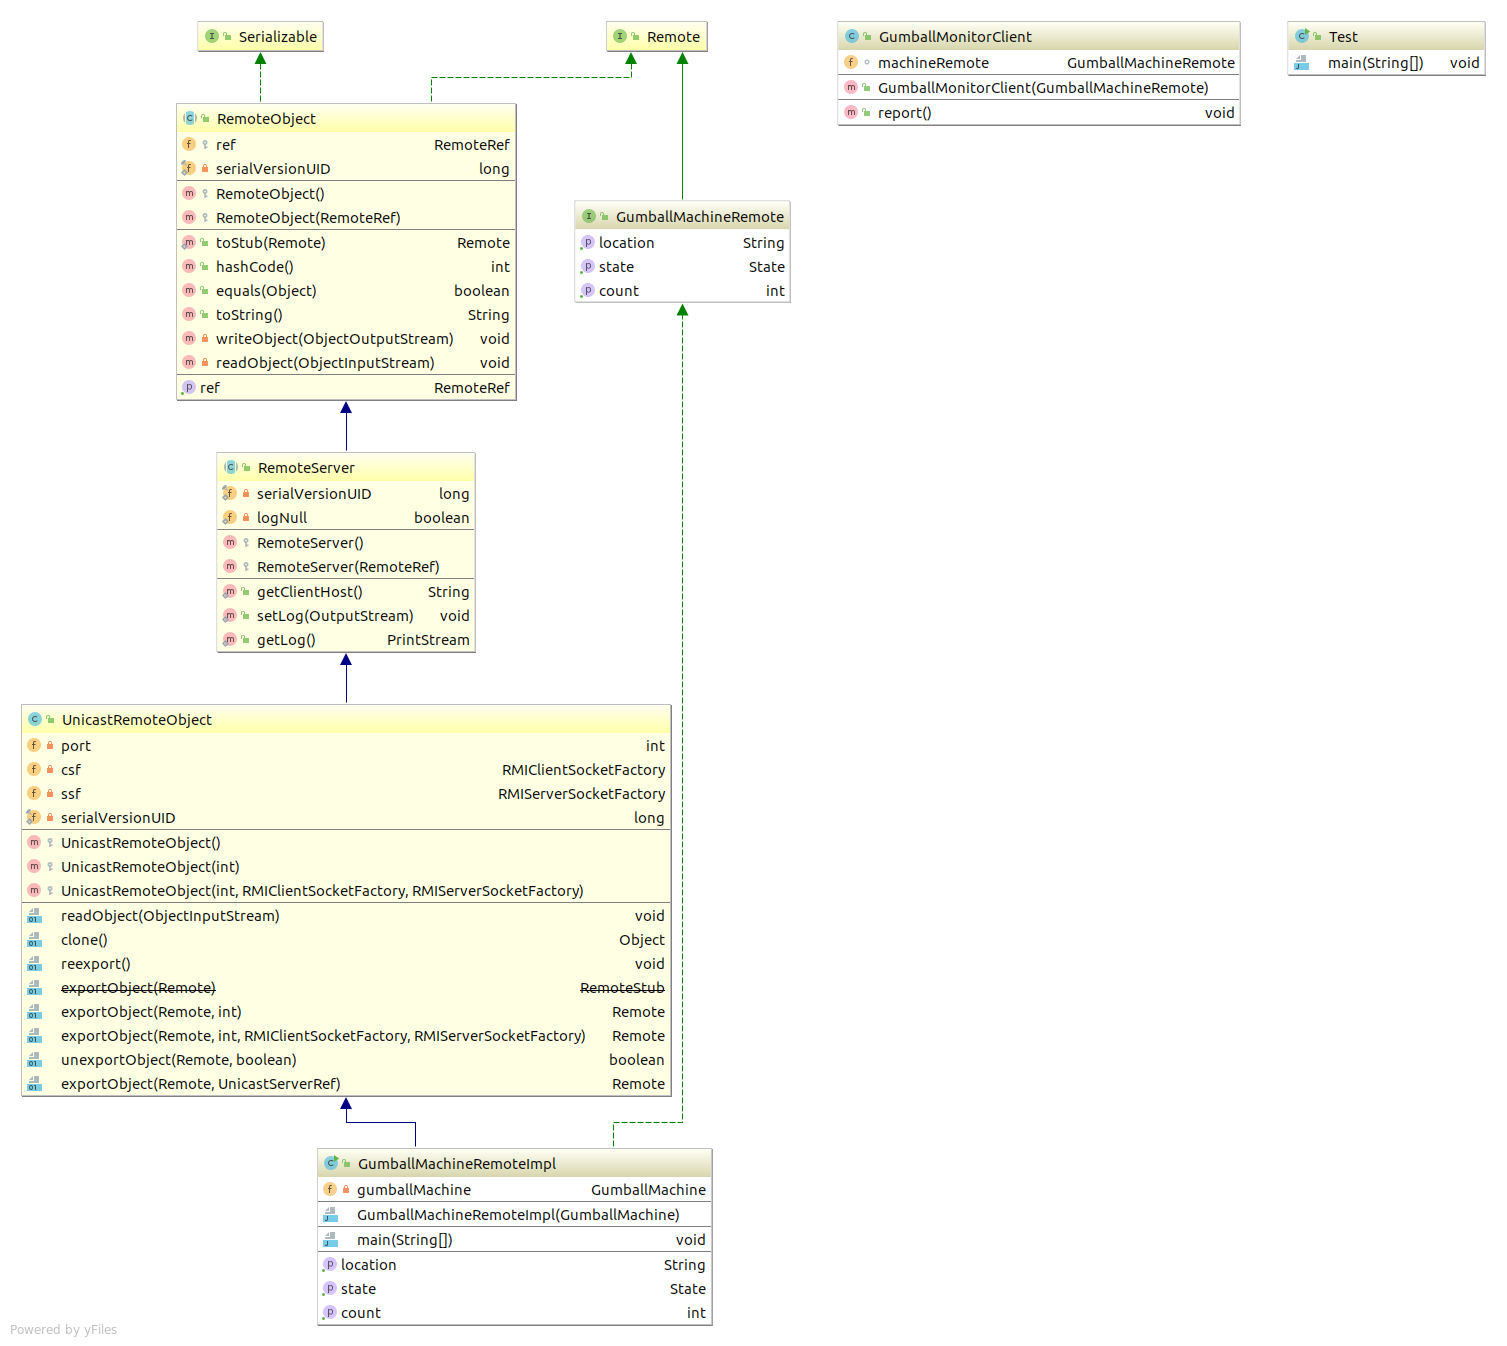 Serializable
Remote
GumballMonitorClient
machineRemote GumballMachineRemote
GumballMonitorClient(GumballMachineRemote)
report() void
Test
main(String[]) void
RemoteObject
ref RemoteRef
serialVersionUID long
RemoteObject()
RemoteObject(RemoteRef)
toStub(Remote) Remote
hashCode() int
equals(Object) boolean
toString() String
writeObject(ObjectOutputStream) void
readObject(ObjectInputStream) void
ref RemoteRef
GumballMachineRemote
location String
state State
count int
RemoteServer
serialVersionUID long
logNull boolean
RemoteServer()
RemoteServer(RemoteRef)
getClientHost() String
setLog(OutputStream) void
getLog() PrintStream
UnicastRemoteObject
port int
csf RMIClientSocketFactory
ssf RMIServerSocketFactory
serialVersionUID long
UnicastRemoteObject()
UnicastRemoteObject(int)
UnicastRemoteObject(int, RMIClientSocketFactory, RMIServerSocketFactory)
readObject(ObjectInputStream) void
clone() Object
reexport() void
exportObject(Remote) RemoteStub
exportObject(Remote, int) Remote
exportObject(Remote, int, RMIClientSocketFactory, RMIServerSocketFactory) Remote
unexportObject(Remote, boolean) boolean
exportObject(Remote, UnicastServerRef) Remote
GumballMachineRemoteImpl
gumballMachine GumballMachine
GumballMachineRemoteImpl(GumballMachine)
main(String[]) void
location String
state State
count int
Powered by yFiles